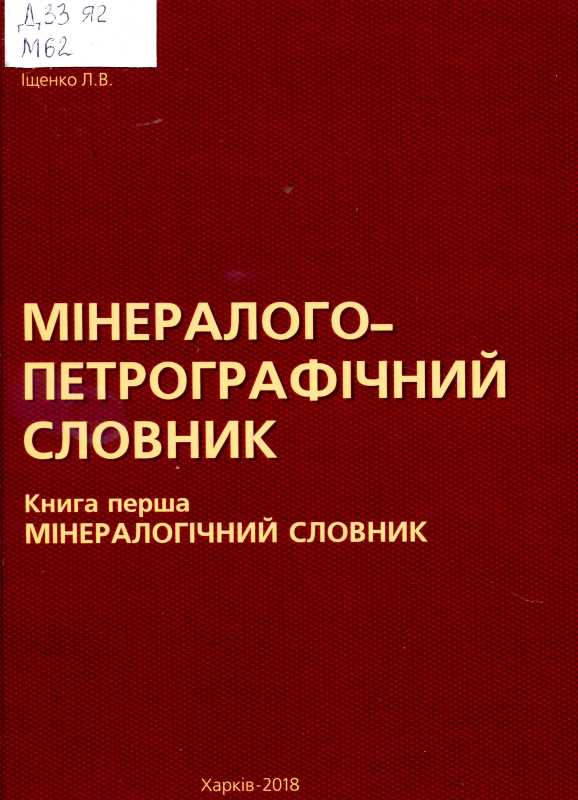 Д33 Я2
М62
Іщенко Л.В.
МІНЕРАЛОГО–
ПЕТРОГРАФІЧНИЙ
СЛОВНИК
Книга перша
МІНЕРАЛОГІЧНИЙ СЛОВНИК
Харків-2018